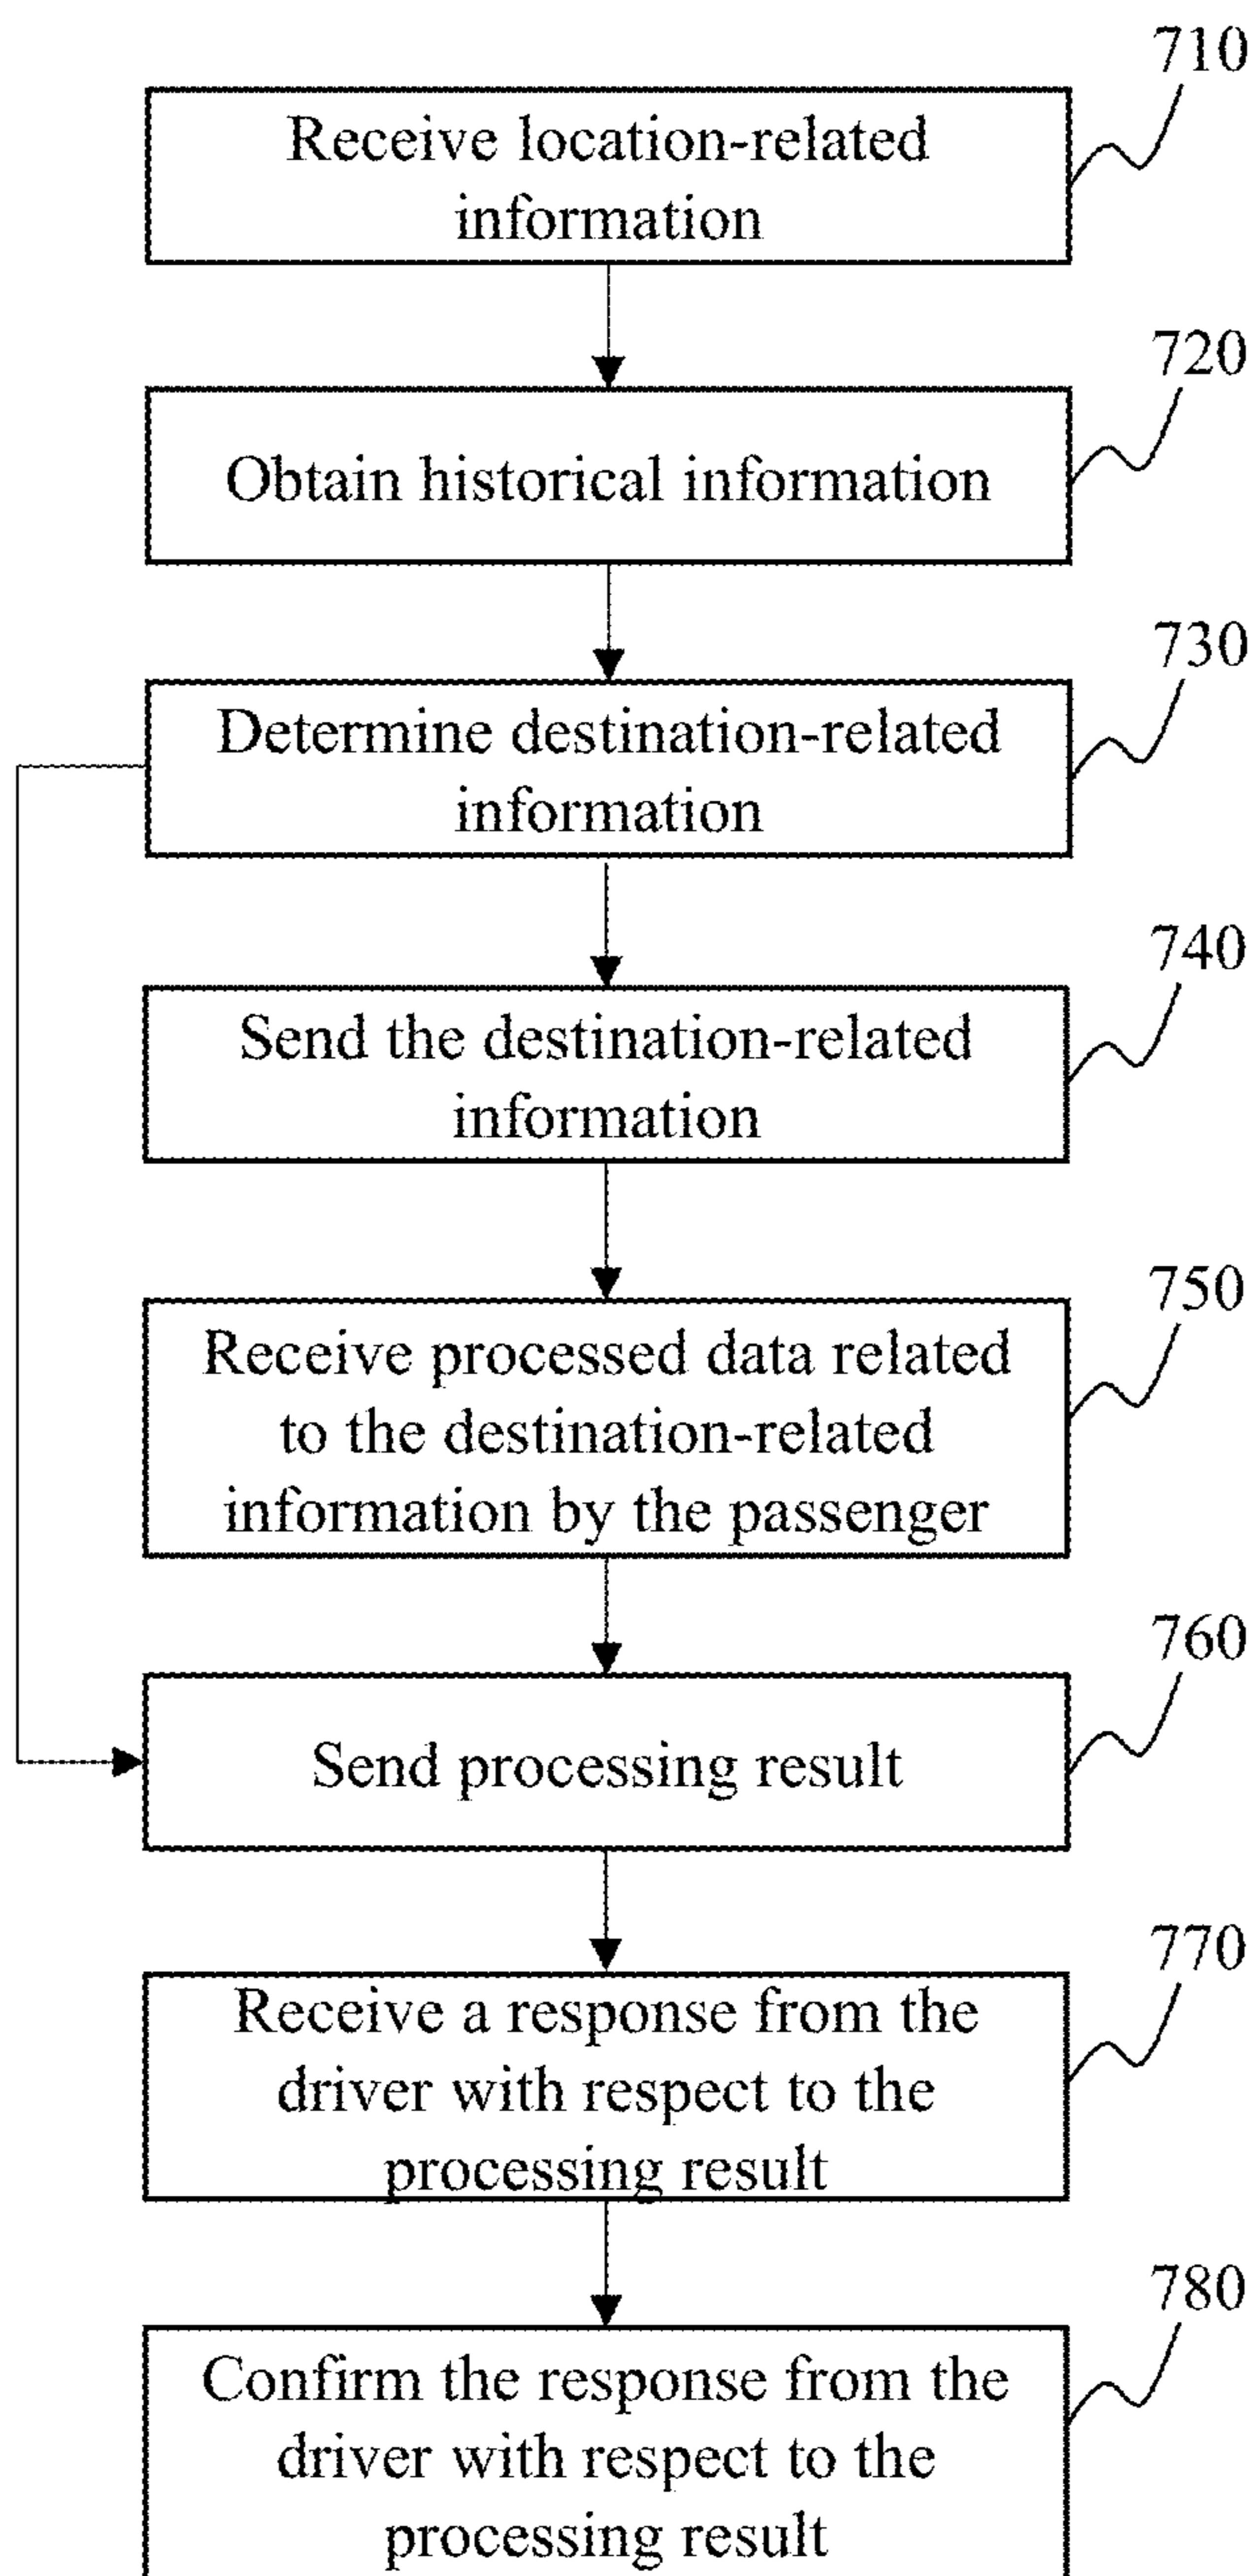 710
Receive location-related
information
720
Obtain historical information
730
Determine destination-related
information
740
Send the destination-related
information
750
Receive processed data related
to the destination-related
information by the passenger
760
Send processing result
770
Receive a response from the
driver with respect to the
processing result
780
Confirm the response from the
driver with respect to the
processing result